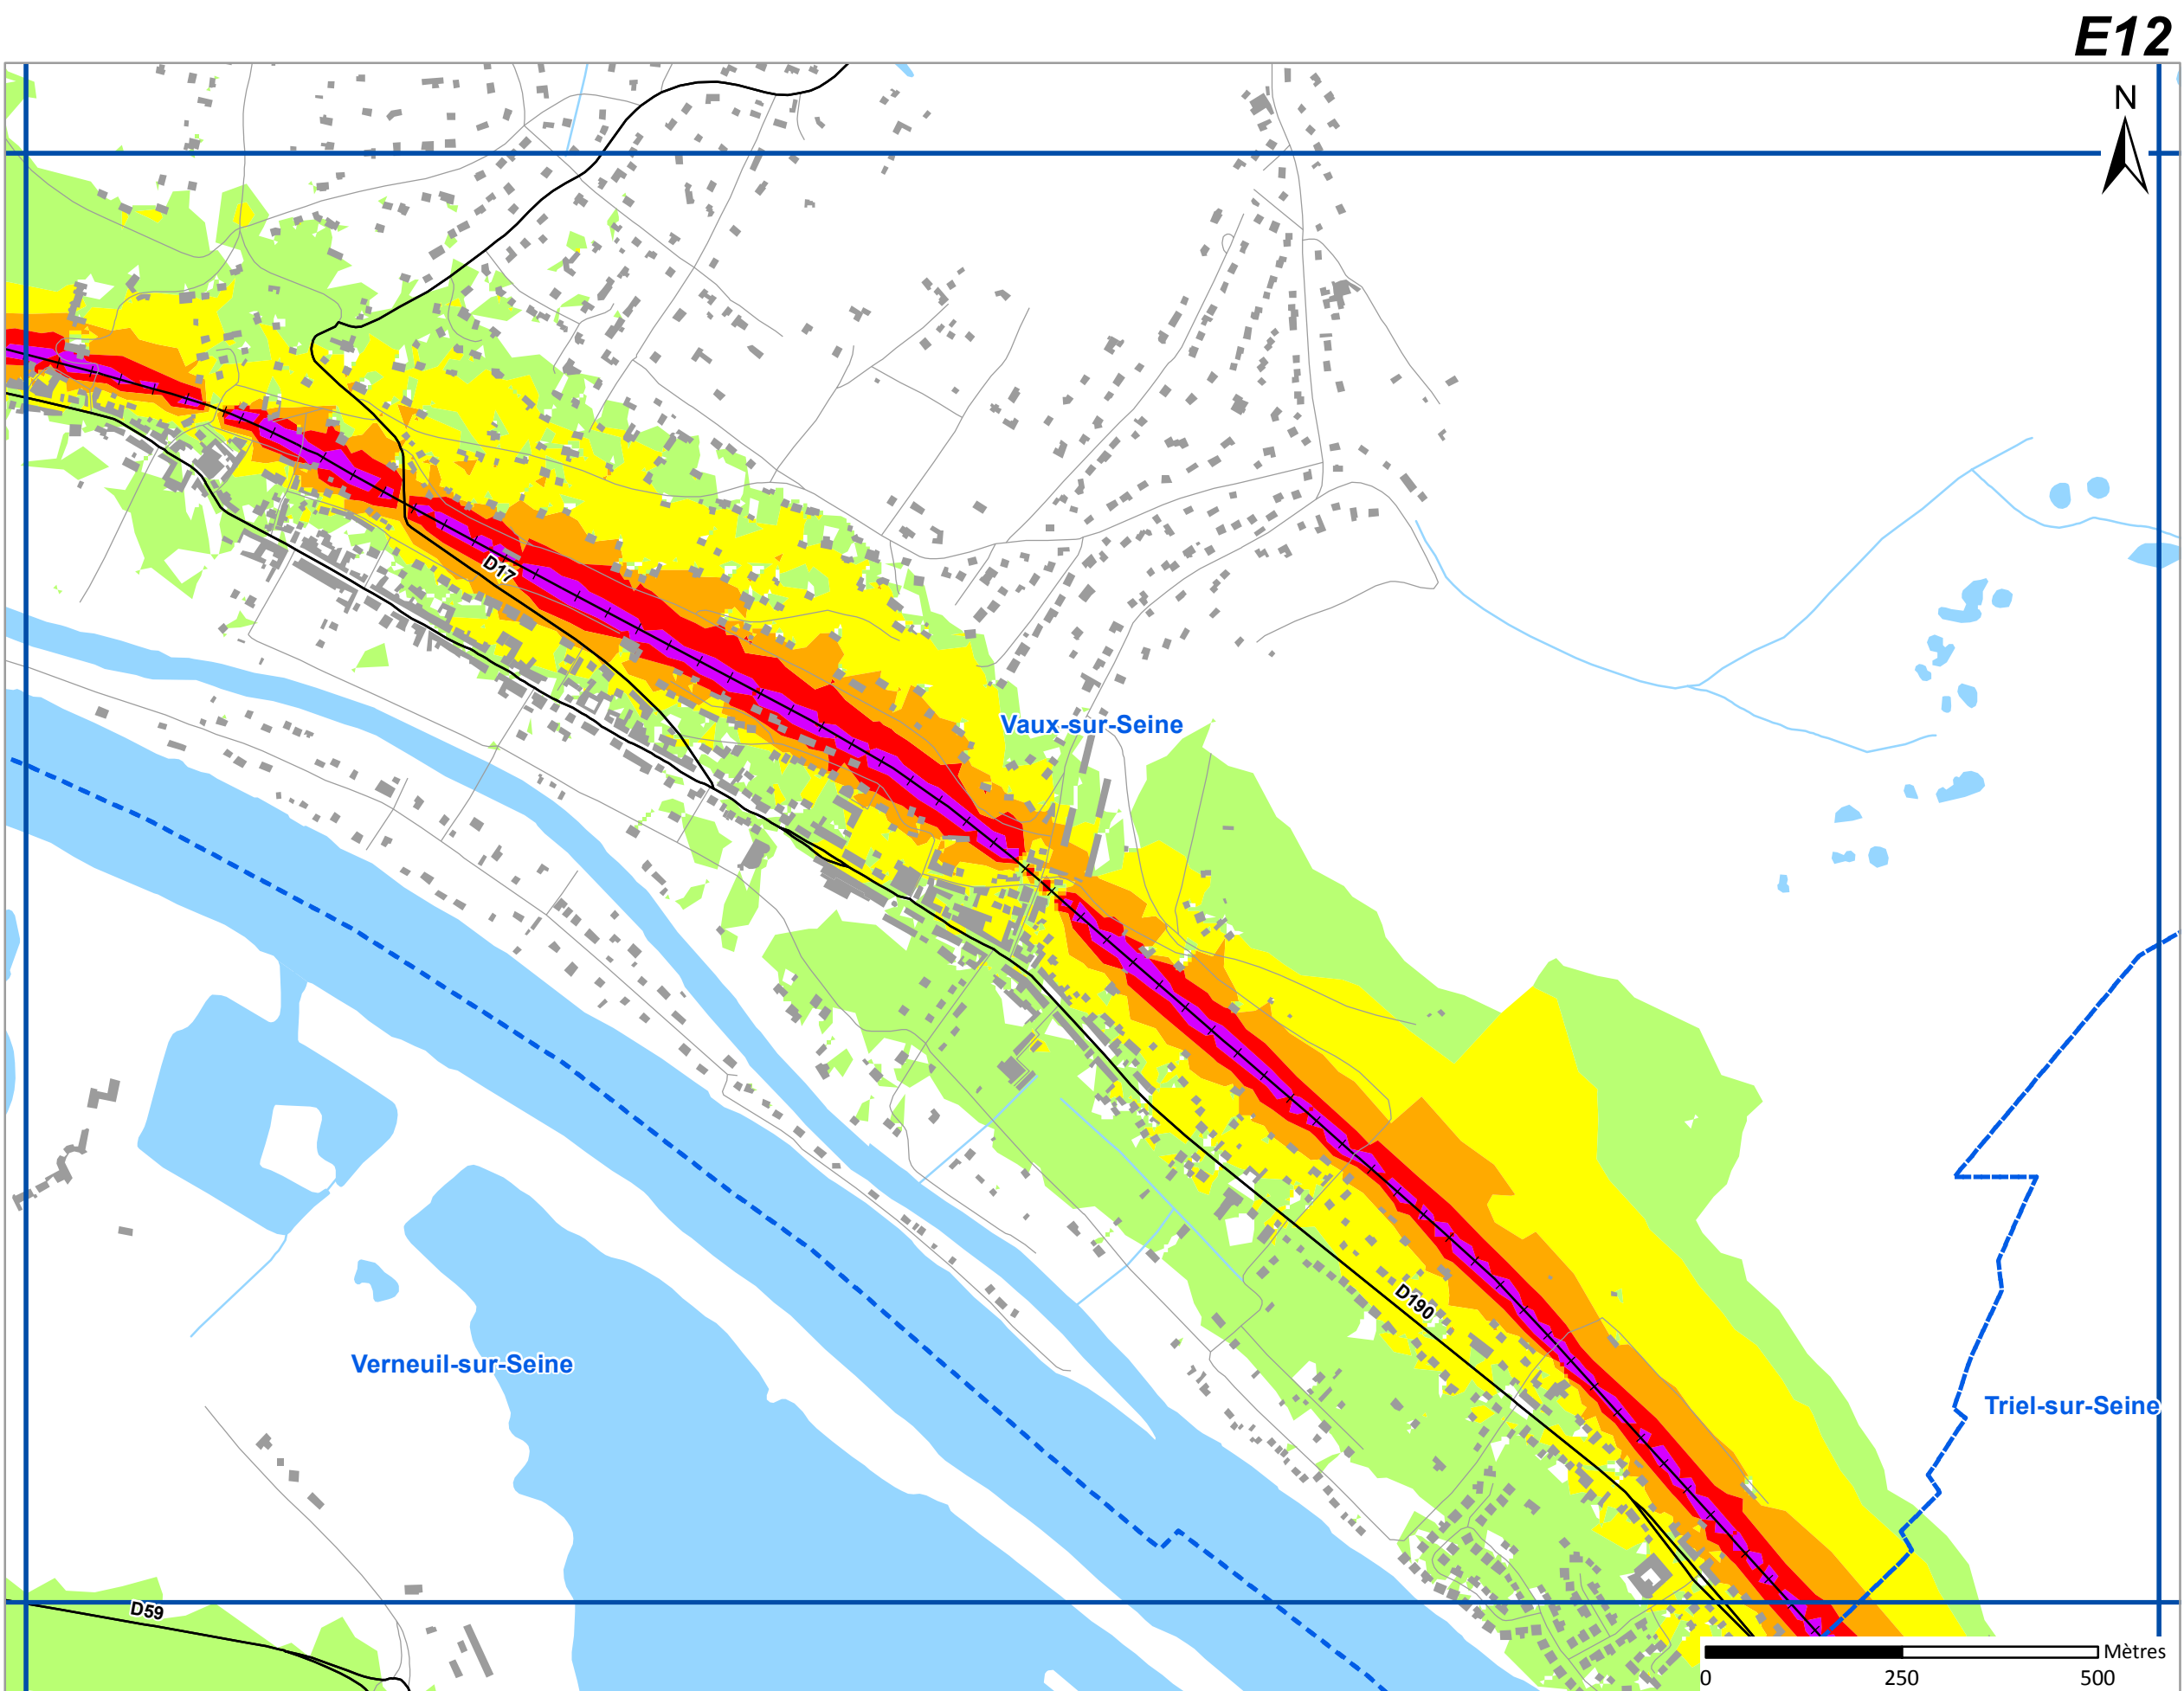 E12
N
D17
Vaux-sur-Seine
D190
Verneuil-sur-Seine
Triel-sur-Seine
D59
Mètres
0 250 500